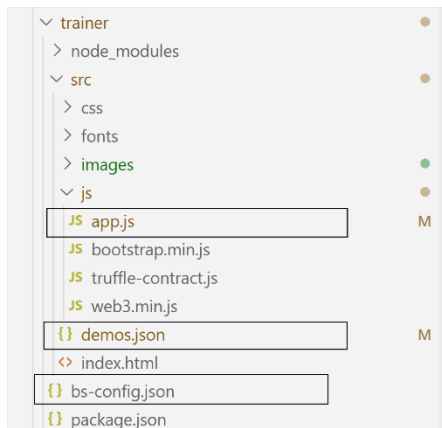 trainer
node_modules
src
css
fonts
images
js
JS app.js M
JS bootstrap.min.js
JS truffle-contract.js
JS web3.min.js
{} demos.json M
<> index.html
{} bs-config.json
{} package.json